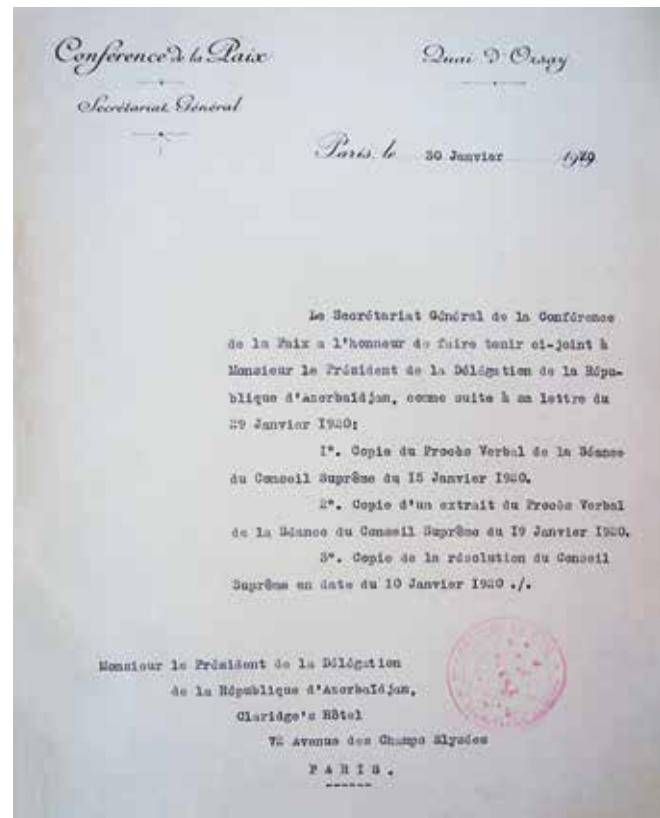 Conférence de la Paix
Quai d'Orsay
Secrétariat Général
Paris, le 30 Janvier
Le Secrétariat Général de la Conférence
de la Paix a l'honneur de faire tenir ci-joint à
Monsieur le Président de la Délégation de la Répu-
blique d'Azerbaïdjan, comme suite à sa lettre du
29 Janvier 1920:
1°. Copie du Procès Verbal de la Séance
du Conseil Suprême du 15 Janvier 1920.
2°. Copie d'un extrait du Procès Verbal
de la Séance du Conseil Suprême du 19 Janvier 1920.
3°. Copie de la résolution du Conseil
Suprême en date du 10 Janvier 1920 ./.
Monsieur le Président de la Délégation
de la République d'Azerbaïdjan,
Claridge's Hôtel
72 Avenue des Champs Elysées
PARIS.